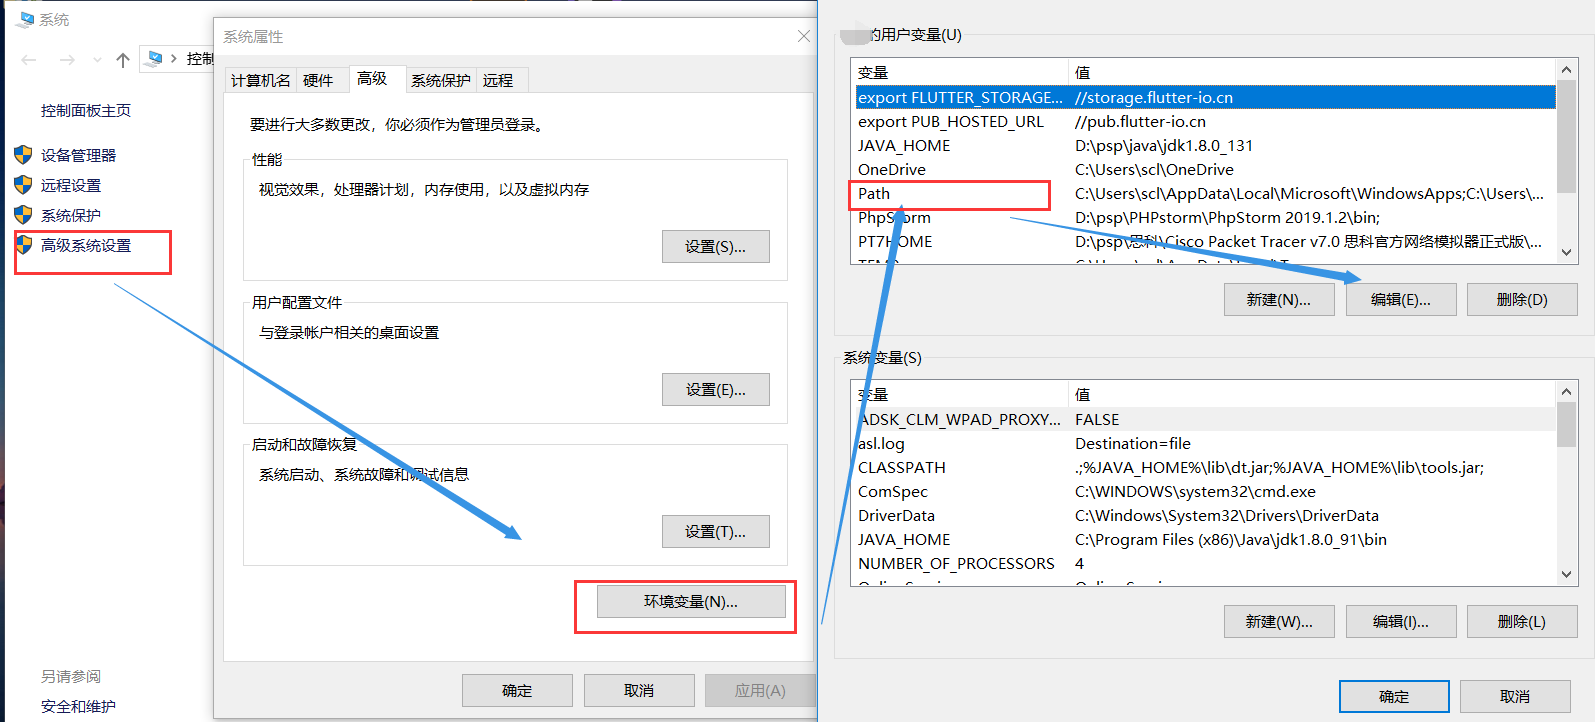 系统
控制
控制面板主页
设备管理器
远程设置
系统保护
高级系统设置
另请参阅
安全和维护
系统属性
计算机名 硬件 高级 系统保护 远程
要进行大多数更改，你必须作为管理员登录。
性能
视觉效果，处理器计划，内存使用，以及虚拟内存
设置(S)...
用户配置文件
与登录帐户相关的桌面设置
设置(E)...
启动和故障恢复
系统启动、系统故障和调试信息
设置(T)...
环境变量(N)...
确定 取消 应用(A)
的用户变量(U)
变量 值
export FLUTTER_STORAGE... //storage.flutter-io.cn
export PUB_HOSTED_URL //pub.flutter-io.cn
JAVA_HOME D:\psp\java\jdk1.8.0_131
OneDrive C:\Users\scl\OneDrive
Path C:\Users\scl\AppData\Local\Microsoft\WindowsApps;C:\Users\...
PhpStorm D:\psp\PHPstorm\PhpStorm 2019.1.2\bin;
PT7HOME D:\psp\思科\Cisco Packet Tracer v7.0 思科官方网络模拟器正式版\...
新建(N)... 编辑(E)... 删除(D)
系统变量(S)
变量 值
ADSK_CLM_WPAD_PROXY... FALSE
asl.log Destination=file
CLASSPATH .;%JAVA_HOME%\lib\dt.jar;%JAVA_HOME%\lib\tools.jar;
ComSpec C:\WINDOWS\system32\cmd.exe
DriverData C:\Windows\System32\Drivers\DriverData
JAVA_HOME C:\Program Files (x86)\Java\jdk1.8.0_91\bin
NUMBER_OF_PROCESSORS 4
新建(W)... 编辑(I)... 删除(L)
确定 取消